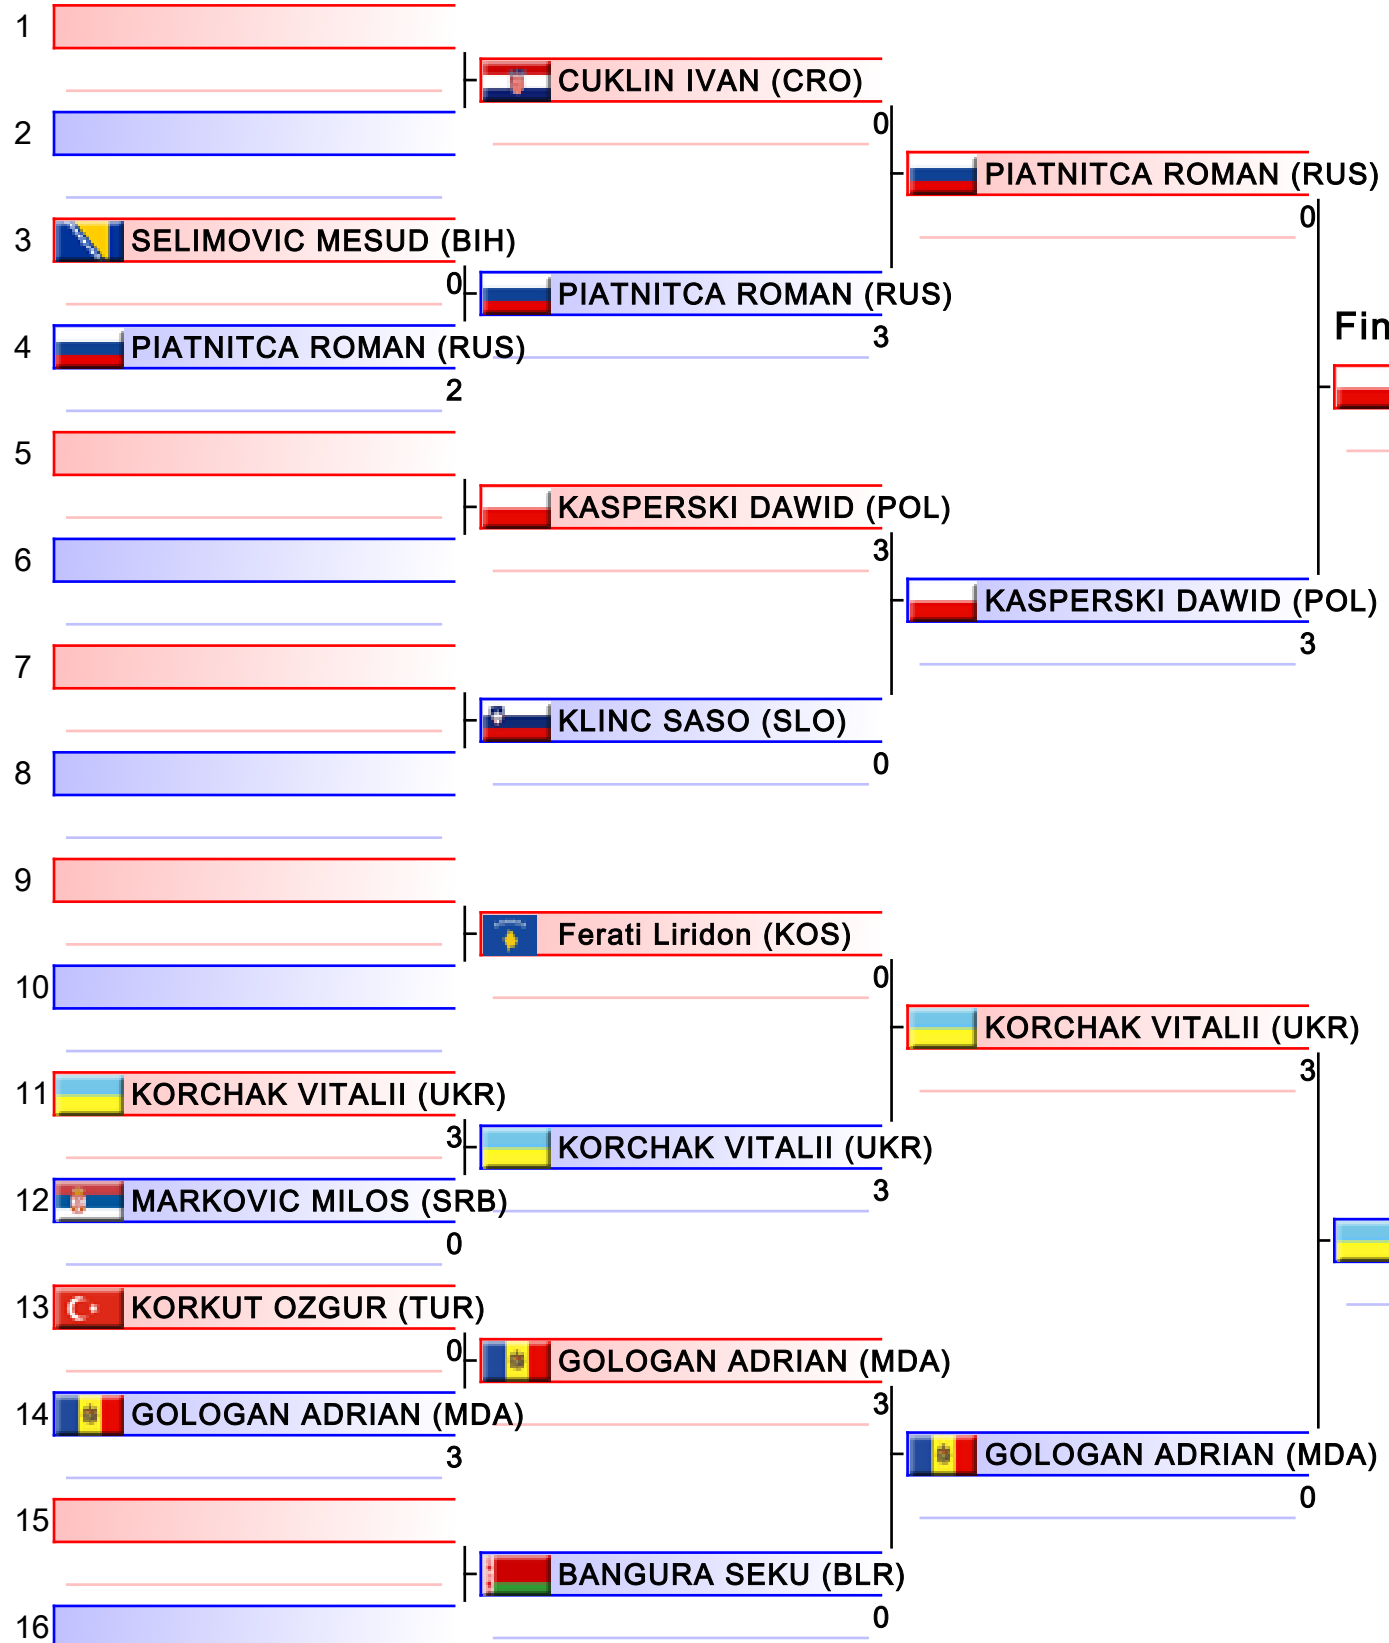 1
CUKLIN IVAN (CRO)
0
2
PIATNITCA ROMAN (RUS)
0
3
SELIMOVIC MESUD (BIH)
0
PIATNITCA ROMAN (RUS)
3
4
PIATNITCA ROMAN (RUS)
2
Fin
5
KASPERSKI DAWID (POL)
3
6
KASPERSKI DAWID (POL)
3
7
KLINC SASO (SLO)
0
8
9
Ferati Liridon (KOS)
0
10
KORCHAK VITALII (UKR)
3
11
KORCHAK VITALII (UKR)
3
KORCHAK VITALII (UKR)
3
12
MARKOVIC MILOS (SRB)
0
13
KORKUT OZGUR (TUR)
0
GOLOGAN ADRIAN (MDA)
3
14
GOLOGAN ADRIAN (MDA)
3
GOLOGAN ADRIAN (MDA)
0
15
BANGURA SEKU (BLR)
0
16